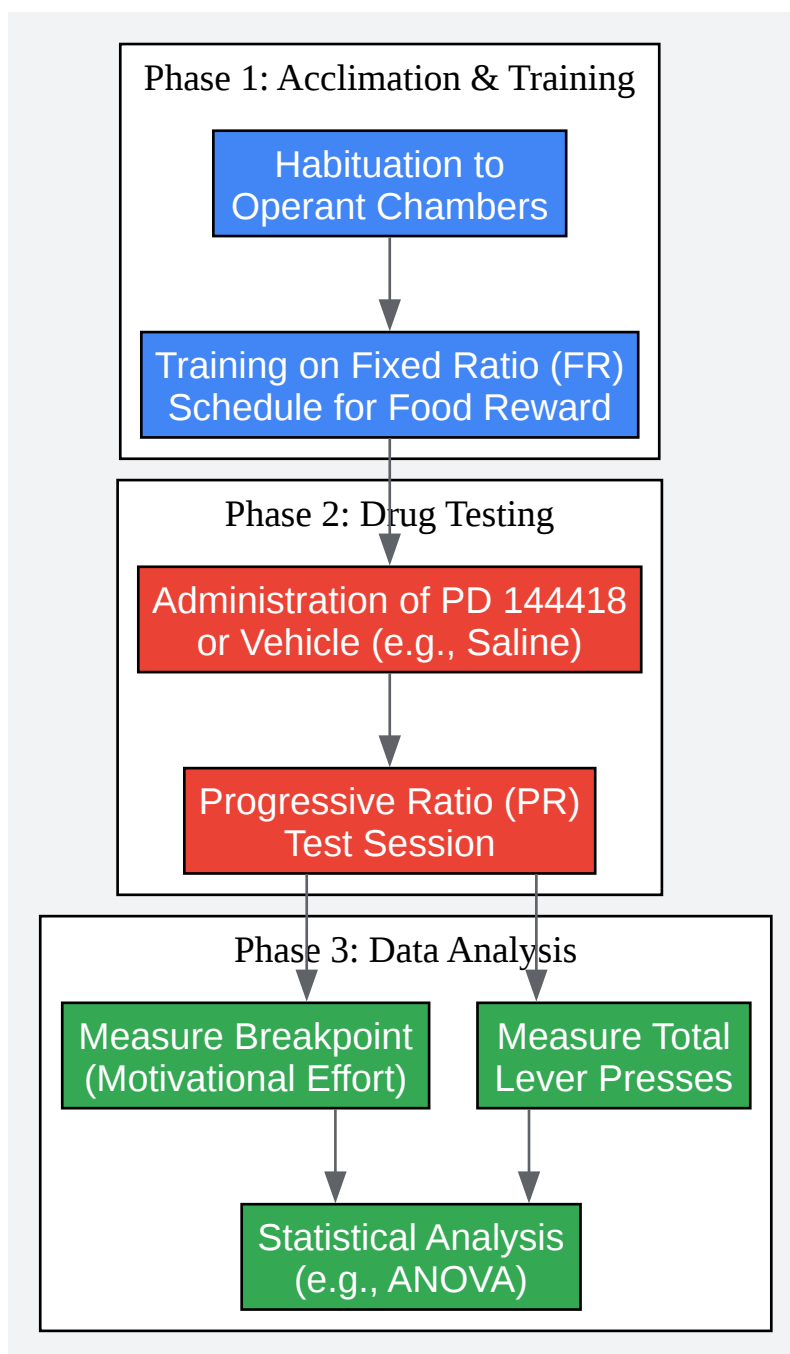 Phase 1: Acclimation & Training
Habituation to
Operant Chambers
Training on Fixed Ratio (FR)
Schedule for Food Reward
Phase 2: Drug Testing
Administration of PD 144418
or Vehicle (e.g., Saline)
Progressive Ratio (PR)
Test Session
Phase 3: Data Analysis
Measure Breakpoint
(Motivational Effort)
Measure Total
Lever Presses
Statistical Analysis
(e.g., ANOVA)